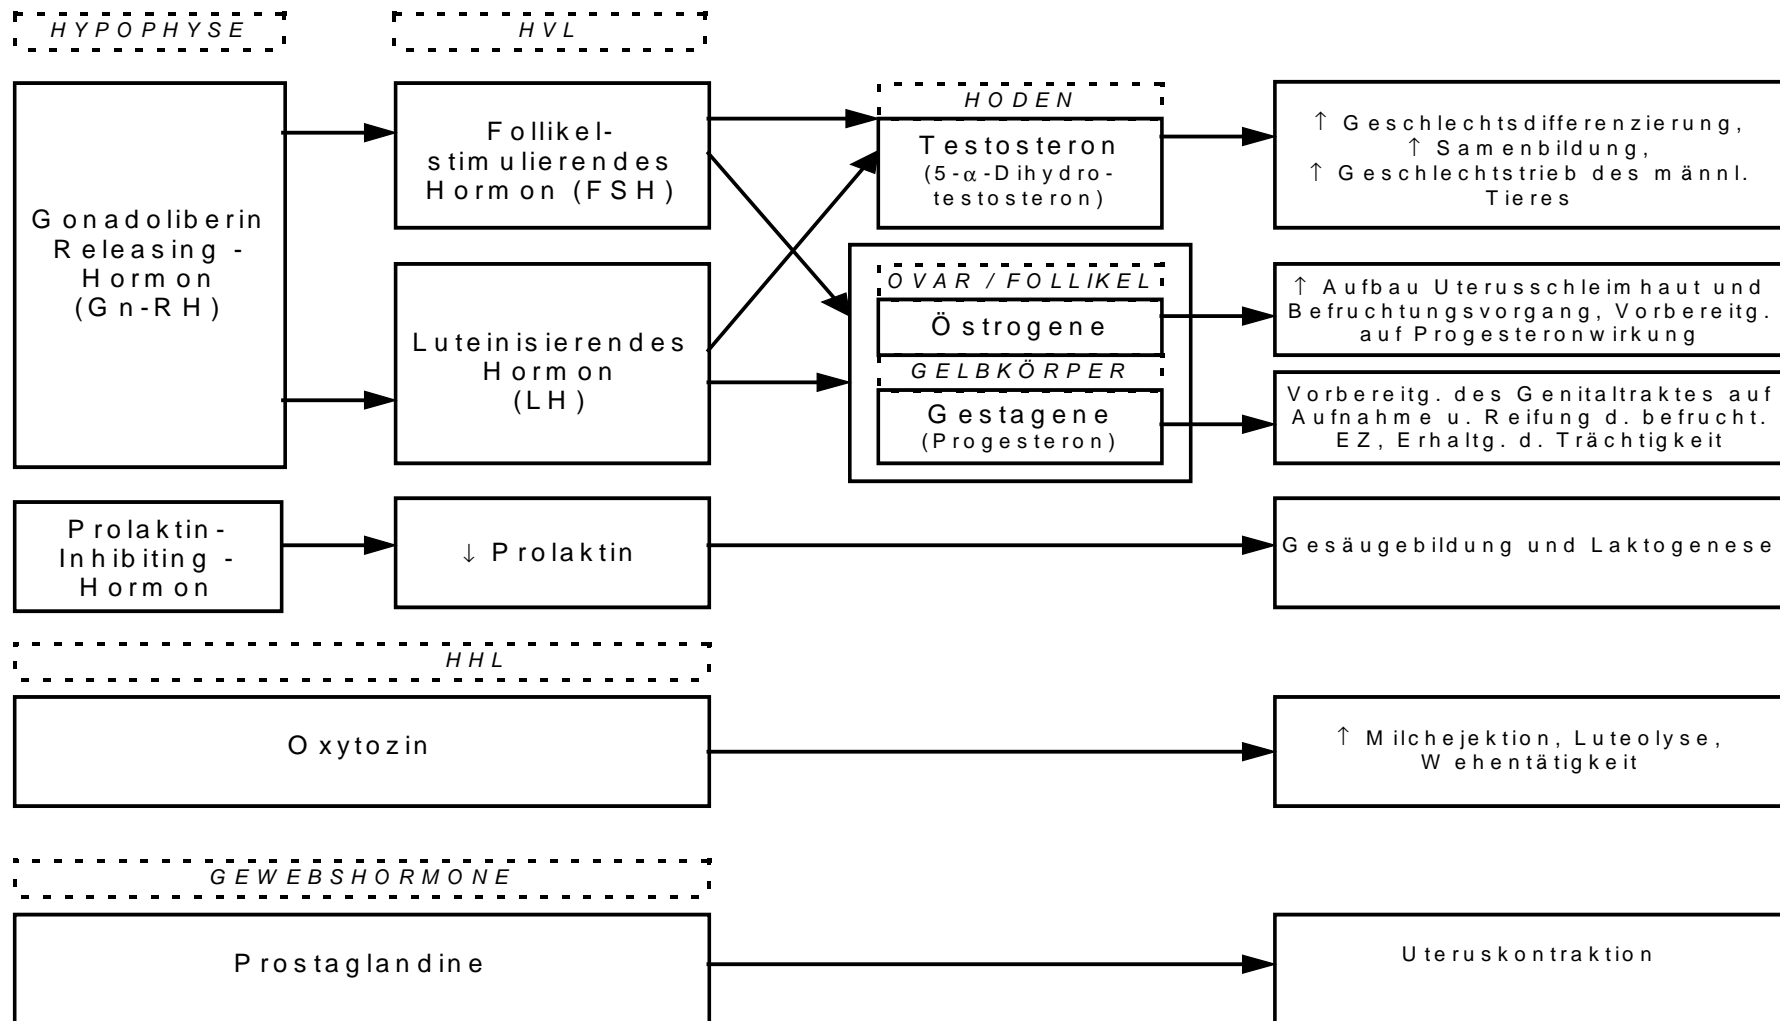 HYPOPHYSE
HVL
Gonadoliberin
Releasing -
Hormon
(Gn-RH)
Follikel-
stimulierendes
Hormon (FSH)
Luteinisierendes
Hormon
(LH)
HODEN
Testosteron
(5-α-Dihydro-
testosteron)
OVAR / FOLLIKEL
Östrogene
GELBKÖRPER
Gestagene
(Progesteron)
↑ Geschlechtsdifferenzierung,
↑ Samenbildung,
↑ Geschlechtstrieb des männl.
Tieres
↑ Aufbau Uterusschleimhaut und
Befruchtungsvorgang, Vorbereitg.
auf Progesteronwirkung
Vorbereitg. des Genitaltraktes auf
Aufnahme u. Reifung d. befrucht.
EZ, Erhaltg. d. Trächtigkeit
Prolaktin-
Inhibiting -
Hormon
↓ Prolaktin
Gesäugebildung und Laktogenese
HHL
Oxytozin
↑ Milchejektion, Luteolyse,
Wehentätigkeit
GEWEBSHORMONE
Prostaglandine
Uteruskontraktion